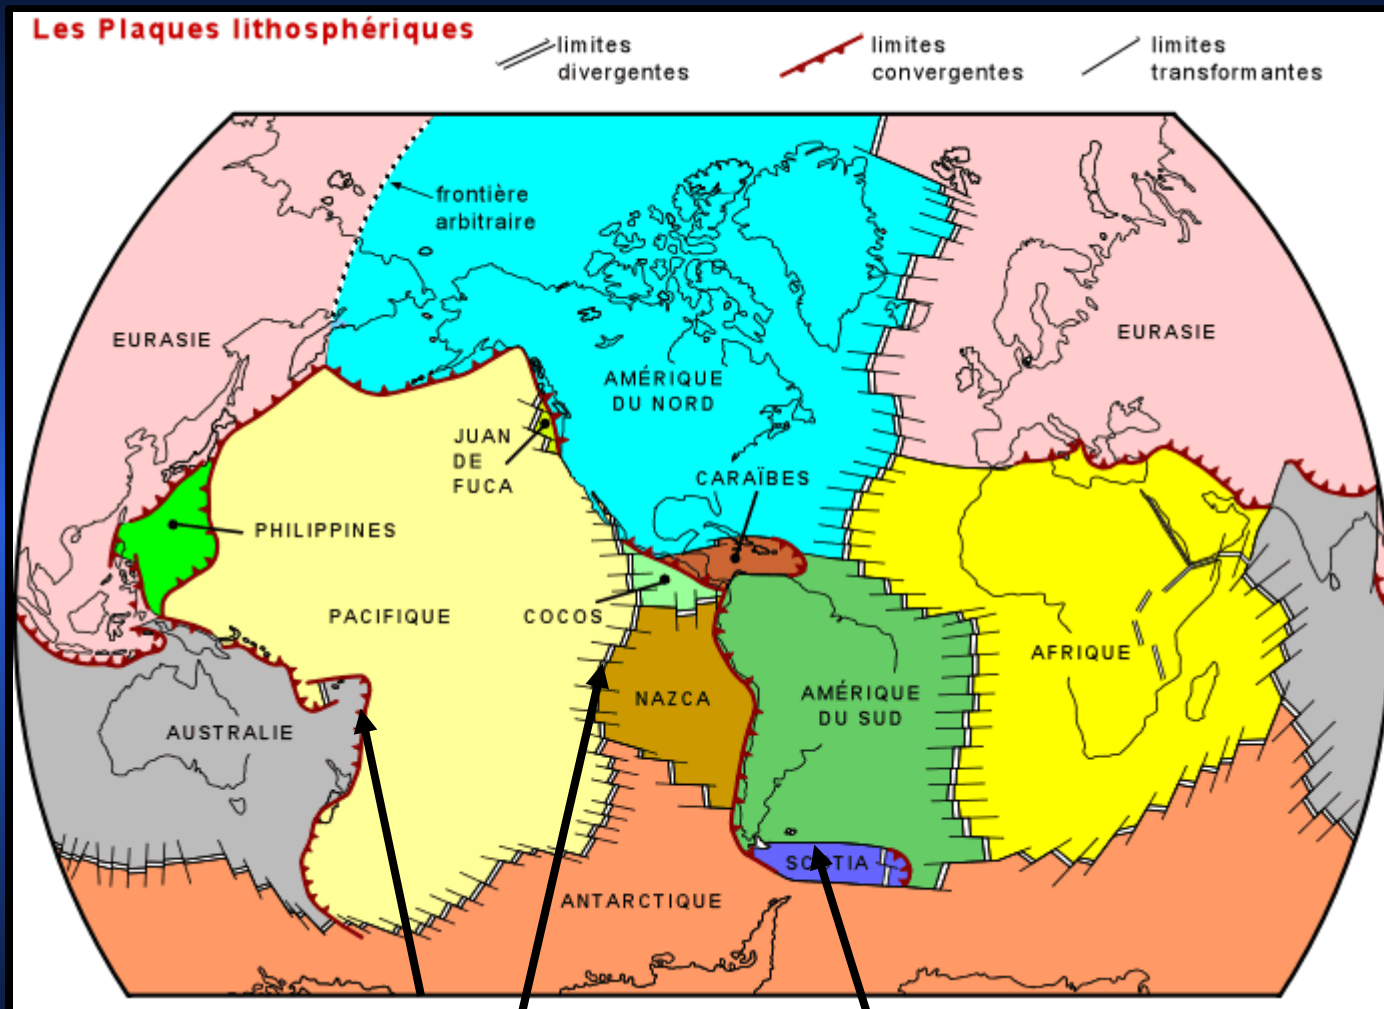 Les Plaques lithosphériques
limites
divergentes
limites
convergentes
limites
transformantes
frontière
arbitraire
EURASIE
EURASIE
AMÉRIQUE
DU NORD
JUAN
DE
FUCA
CARAÏBES
PHILIPPINES
PACIFIQUE
COCOS
AFRIQUE
NAZCA
AMÉRIQUE
DU SUD
AUSTRALIE
SCOTIA
ANTARCTIQUE